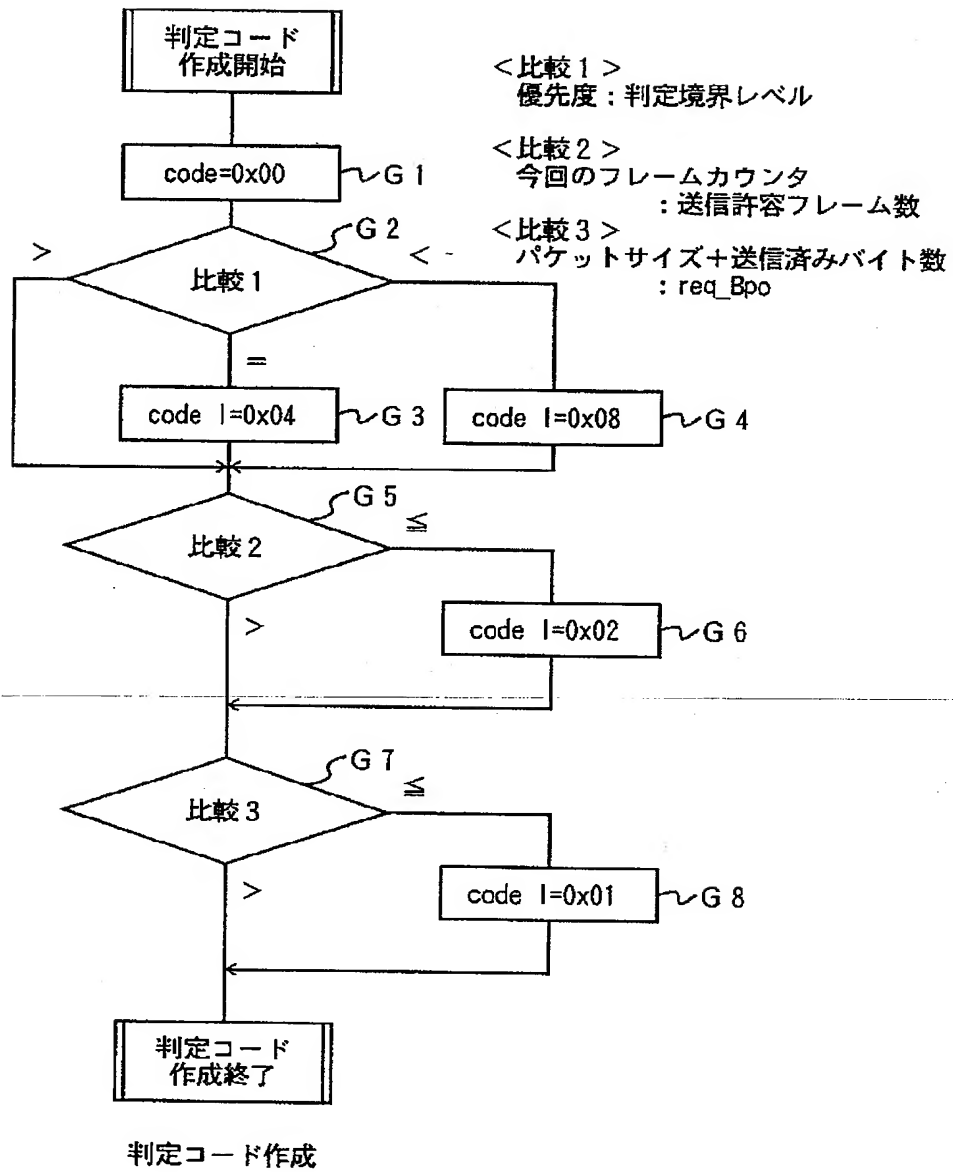 判定コード
作成開始
<比較1>
優先度:判定境界レベル
code=0x00
G1
<比較2>
今回のフレームカウンタ
:送信許容フレーム数
<比較3>
パケットサイズ+送信済みバイト数
:req_Bpo
G2
>
<
比較1
=
code |=0x04
G3
code |=0x08
G4
G5
比較2
≦
>
code |=0x02
G6
G7
比較3
≦
>
code |=0x01
G8
判定コード
作成終了
判定コード作成